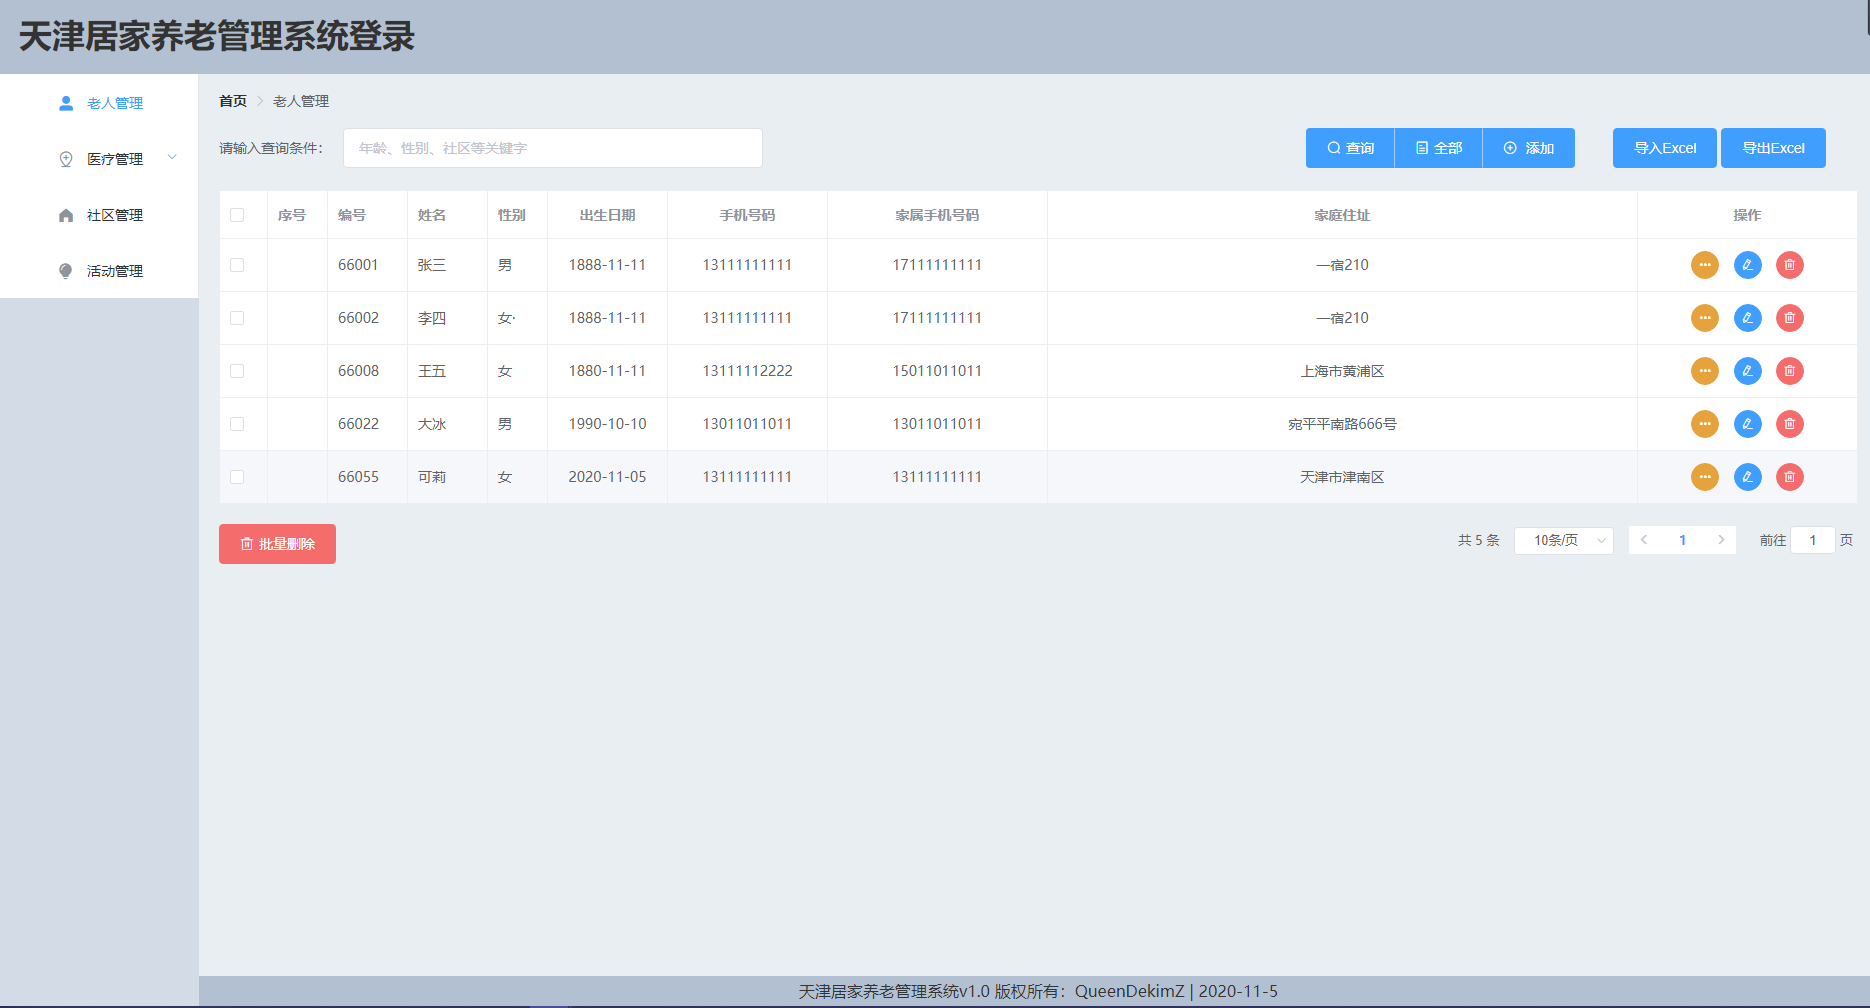 天津居家养老管理系统登录
老人管理
医疗管理
社区管理
活动管理
首页 > 老人管理
请输入查询条件： 年龄、性别、社区等关键字 查询 全部 添加 导入Excel 导出Excel
序号 编号 姓名 性别 出生日期 手机号码 家属手机号码 家庭住址 操作
66001 张三 男 1888-11-11 13111111111 17111111111 一宿210
66002 李四 女· 1888-11-11 13111111111 17111111111 一宿210
66008 王五 女 1880-11-11 13111112222 15011011011 上海市黄浦区
66022 大冰 男 1990-10-10 13011011011 13011011011 宛平平南路666号
66055 可莉 女 2020-11-05 13111111111 13111111111 天津市津南区
批量删除 共 5 条 10条/页 < 1 > 前往 1 页
天津居家养老管理系统v1.0 版权所有：QueenDekimZ | 2020-11-5